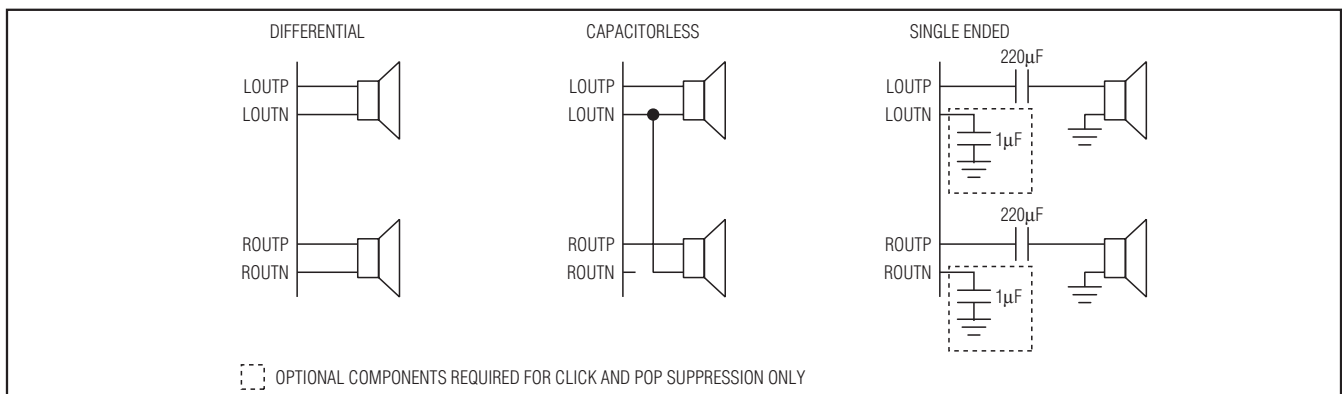 DIFFERENTIAL
LOUTP
LOUTN
ROUTP
ROUTN
CAPACITORLESS
LOUTP
LOUTN
ROUTP
ROUTN
SINGLE ENDED
220μF
LOUTP
LOUTN
1μF
220μF
ROUTP
ROUTN
1μF
OPTIONAL COMPONENTS REQUIRED FOR CLICK AND POP SUPPRESSION ONLY